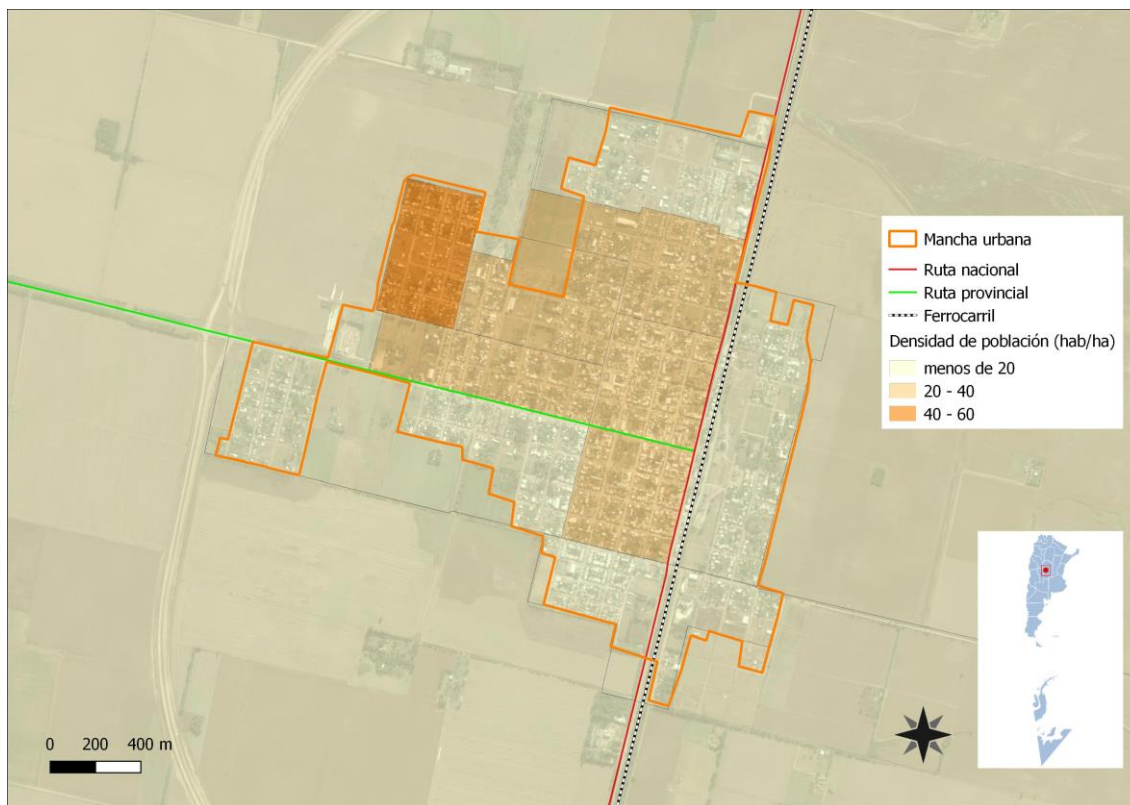 Mancha urbana
Ruta nacional
Ruta provincial
Ferrocarril
Densidad de población (hab/ha)
menos de 20
20 - 40
40 - 60
0 200 400 m